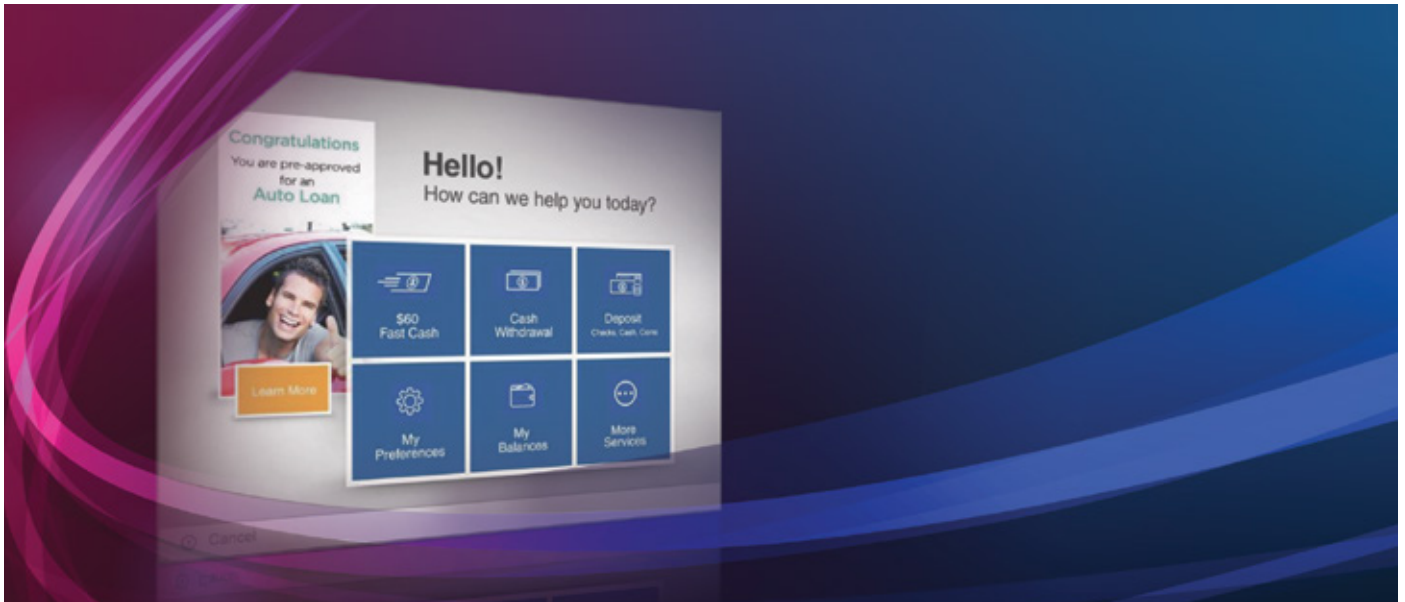 Congratulations
You are pre-approved
for an
Auto Loan
Learn More
Hello!
How can we help you today?
$60
Fast Cash
Cash
Withdrawal
Deposit
Checks, Cash, Coins
My
Preferences
My
Balances
More
Services
Cancel